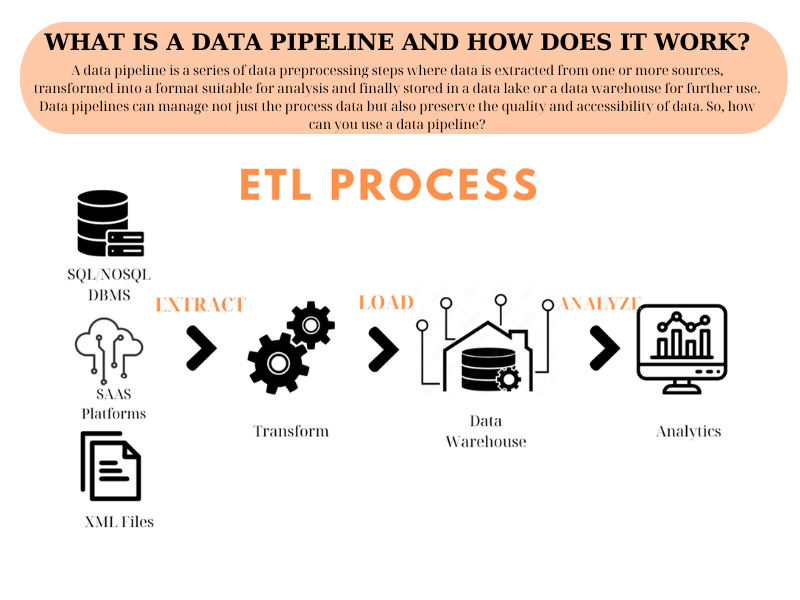 WHAT IS A DATA PIPELINE AND HOW DOES IT WORK?
A data pipeline is a series of data preprocessing steps where data is extracted from one or more sources,
transformed into a format suitable for analysis and finally stored in a data lake or a data warehouse for further use.
Data pipelines can manage not just the process data but also preserve the quality and accessibility of data. So, how
can you use a data pipeline?
ETL PROCESS
SQL/NOSQL
DBMS
EXTRACT
LOAD
ANALYZE
SAAS
Platforms
Transform
Data
Warehouse
Analytics
XML Files